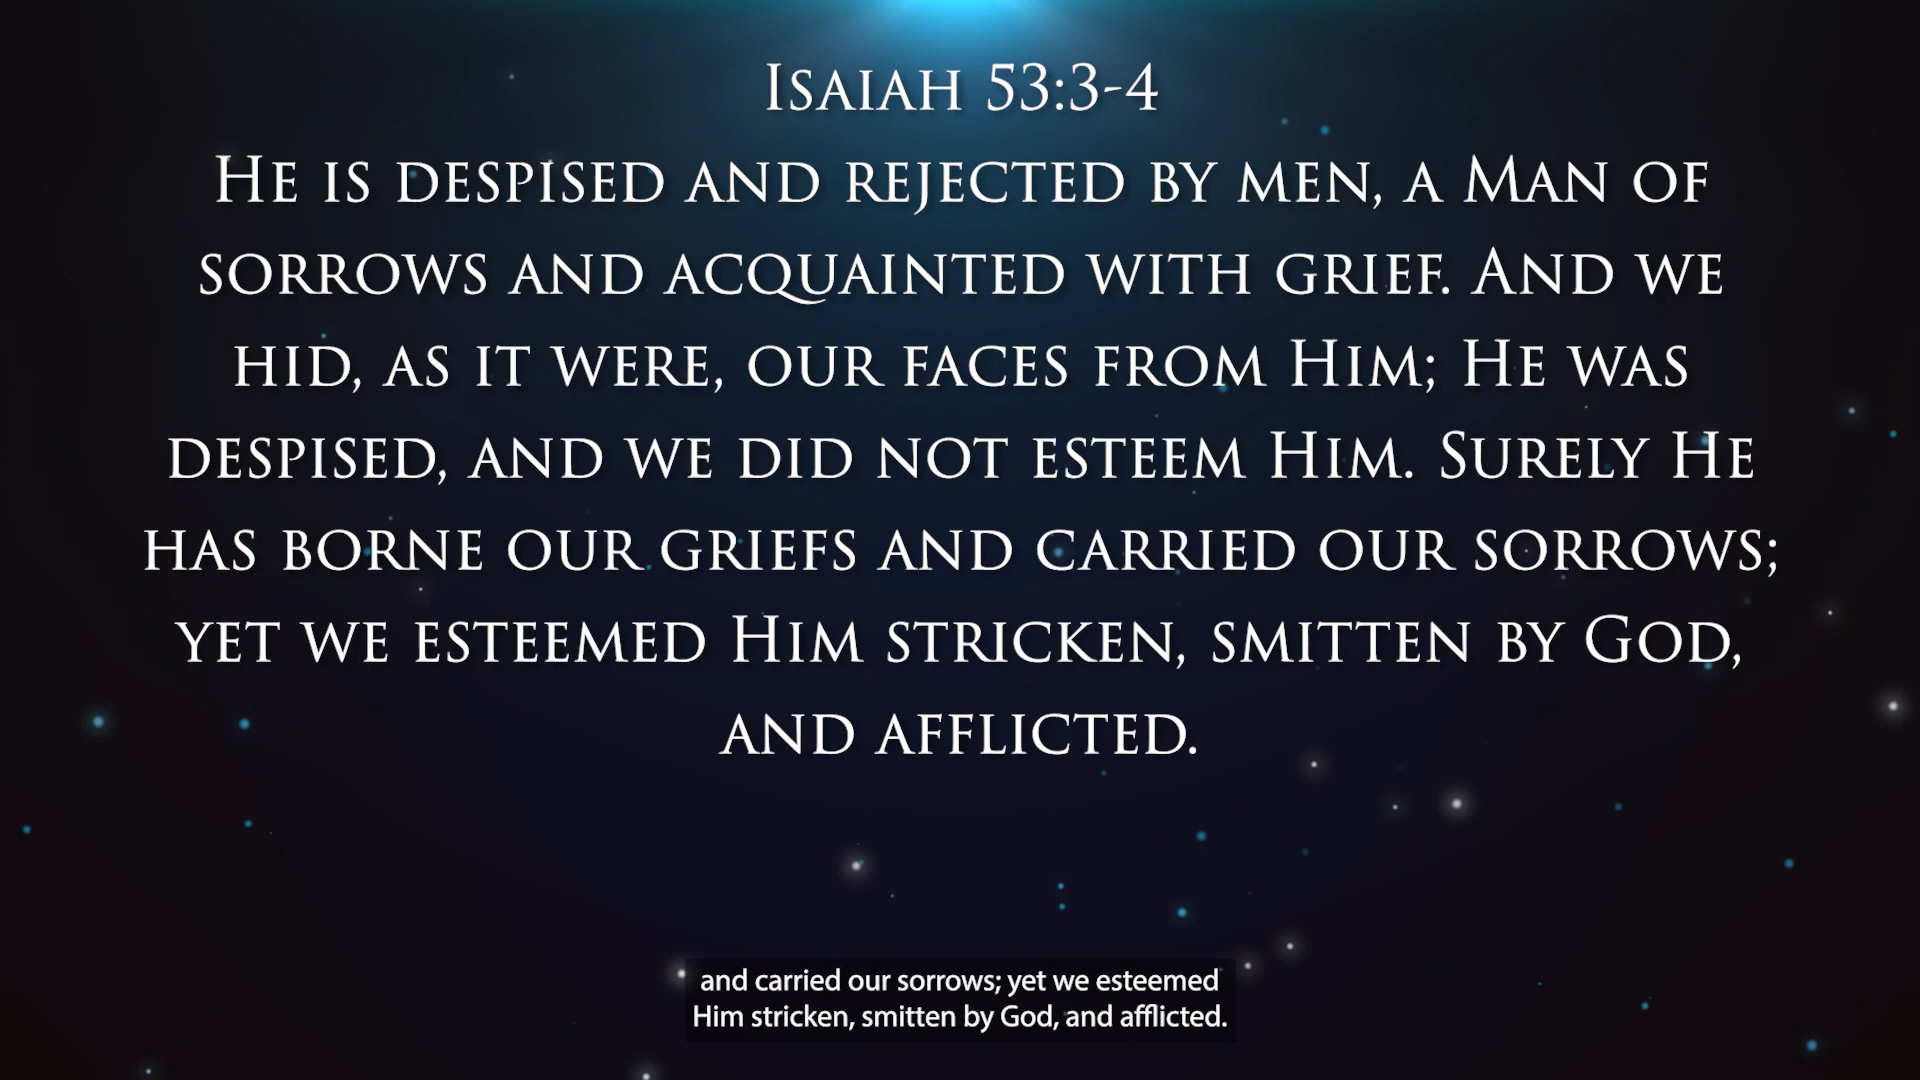 Isaiah 53:3-4
He is despised and rejected by men, a Man of
sorrows and acquainted with grief. And we
hid, as it were, our faces from Him; He was
despised, and we did not esteem Him. Surely He
has borne our griefs and carried our sorrows;
yet we esteemed Him stricken, smitten by God,
and afflicted.
and carried our sorrows; yet we esteemed
Him stricken, smitten by God, and afflicted.